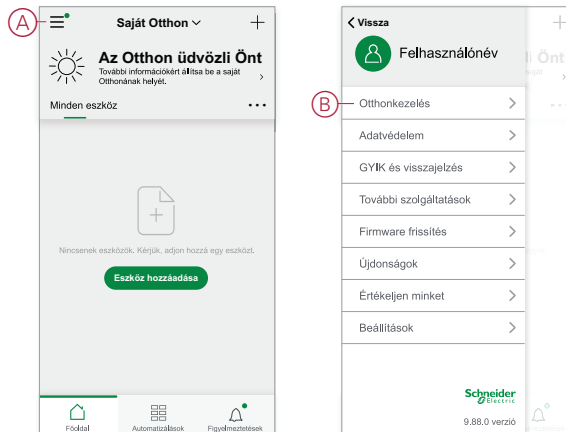 A
Saját Otthon
Az Otthon üdvözli Önt
További információkért állítsa be a saját
Otthonának helyét.
Minden eszköz
Nincsenek eszközök. Kérjük, adjon hozzá egy eszközt.
Eszköz hozzáadása
Főoldal
Automatizálások
Figyelmeztetések
Vissza
Felhasználónév
B
Otthonkezelés
Adatvédelem
GYIK és visszajelzés
További szolgáltatások
Firmware frissítés
Újdonságok
Értékeljen minket
Beállítások
Schneider
Electric
9.88.0 verzió
i Önt